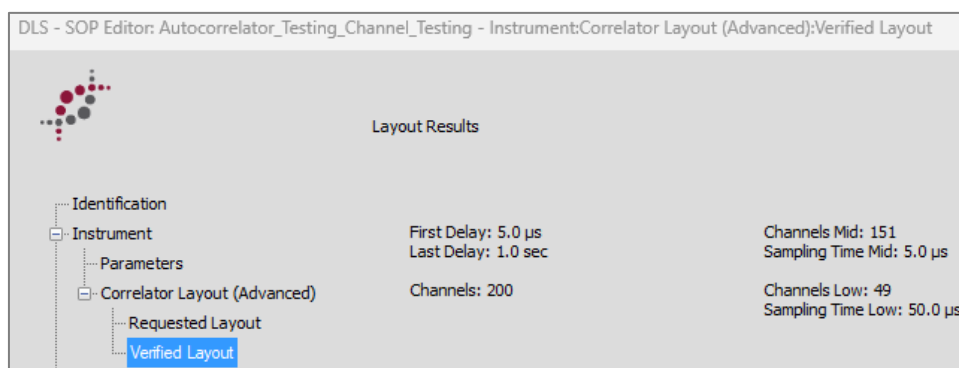 DLS - SOP Editor: Autocorrelator_Testing_Channel_Testing - Instrument:Correlator Layout (Advanced):Verified Layout
Layout Results
Identification
Instrument
Parameters
Correlator Layout (Advanced)
Requested Layout
Verified Layout
First Delay: 5.0 µs
Last Delay: 1.0 sec
Channels: 200
Channels Mid: 151
Sampling Time Mid: 5.0 µs
Channels Low: 49
Sampling Time Low: 50.0 µs